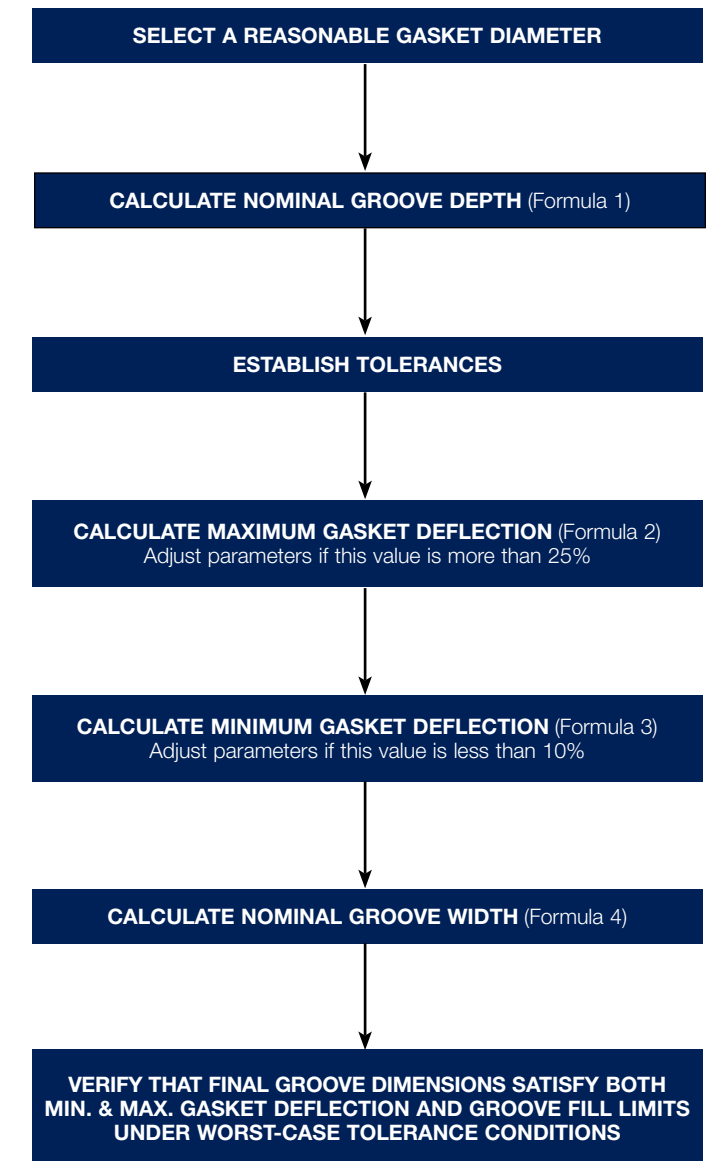 SELECT A REASONABLE GASKET DIAMETER
CALCULATE NOMINAL GROOVE DEPTH (Formula 1)
ESTABLISH TOLERANCES
CALCULATE MAXIMUM GASKET DEFLECTION (Formula 2)
Adjust parameters if this value is more than 25%
CALCULATE MINIMUM GASKET DEFLECTION (Formula 3)
Adjust parameters if this value is less than 10%
CALCULATE NOMINAL GROOVE WIDTH (Formula 4)
VERIFY THAT FINAL GROOVE DIMENSIONS SATISFY BOTH
MIN. & MAX. GASKET DEFLECTION AND GROOVE FILL LIMITS
UNDER WORST-CASE TOLERANCE CONDITIONS